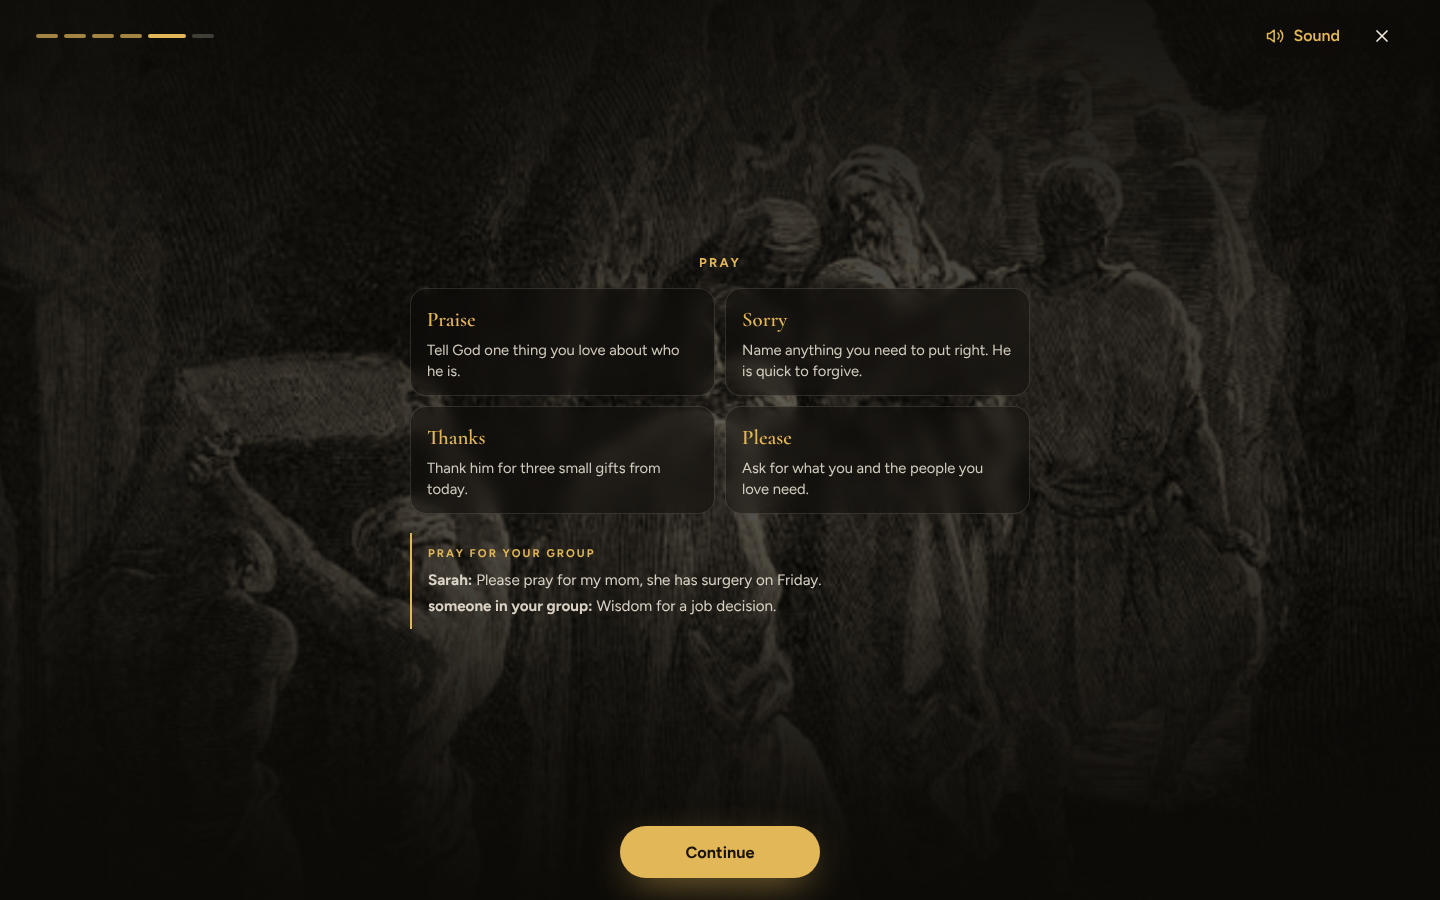 Sound
PRAY
Praise
Tell God one thing you love about who
he is.
Sorry
Name anything you need to put right. He
is quick to forgive.
Thanks
Thank him for three small gifts from
today.
Please
Ask for what you and the people you
love need.
PRAY FOR YOUR GROUP
Sarah: Please pray for my mom, she has surgery on Friday.
someone in your group: Wisdom for a job decision.
Continue